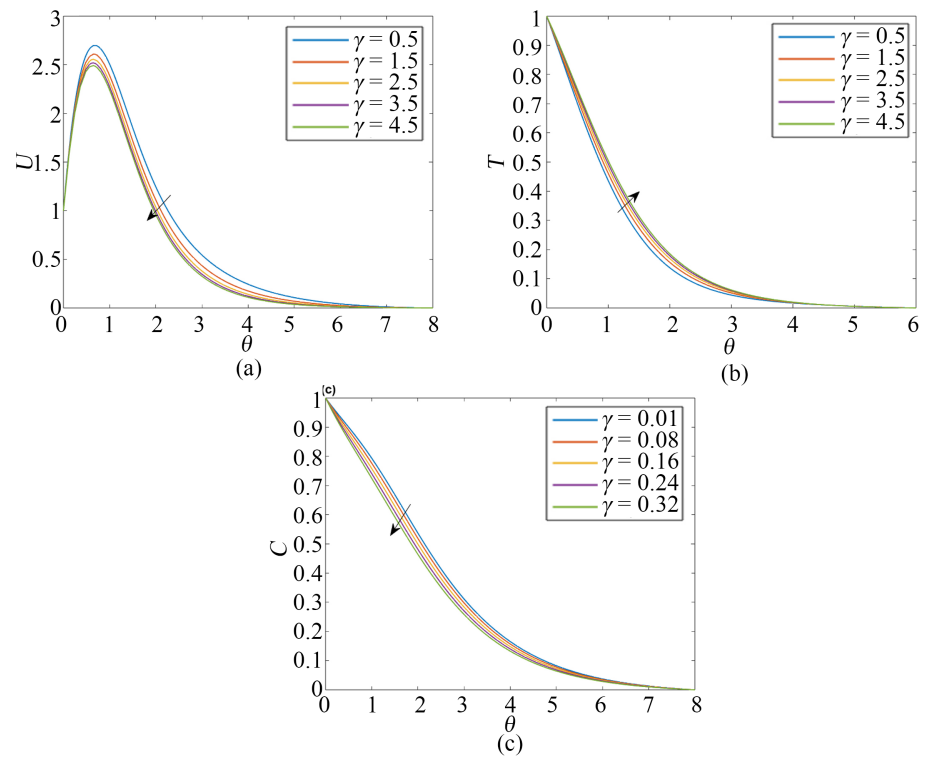 3
2.5
2
1.5
1
0.5
0
U
γ = 0.5
γ = 1.5
γ = 2.5
γ = 3.5
γ = 4.5
0 1 2 3 4 5 6 7 8
θ
(a)
1
0.9
0.8
0.7
0.6
0.5
0.4
0.3
0.2
0.1
0
T
γ = 0.5
γ = 1.5
γ = 2.5
γ = 3.5
γ = 4.5
0 1 2 3 4 5 6
θ
(b)
(c)
1
0.9
0.8
0.7
0.6
0.5
0.4
0.3
0.2
0.1
0
C
γ = 0.01
γ = 0.08
γ = 0.16
γ = 0.24
γ = 0.32
0 1 2 3 4 5 6 7 8
θ
(c)